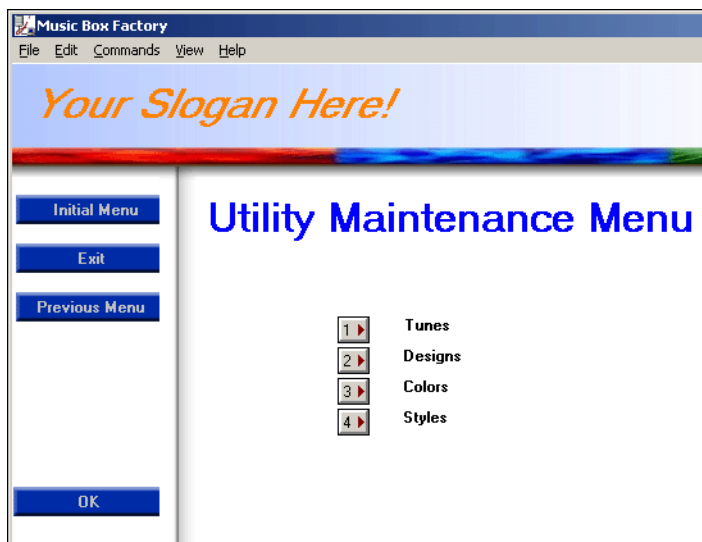 Music Box Factory
File Edit Commands View Help
Your Slogan Here!
Initial Menu
Exit
Previous Menu
OK
Utility Maintenance Menu
1 Tunes
2 Designs
3 Colors
4 Styles